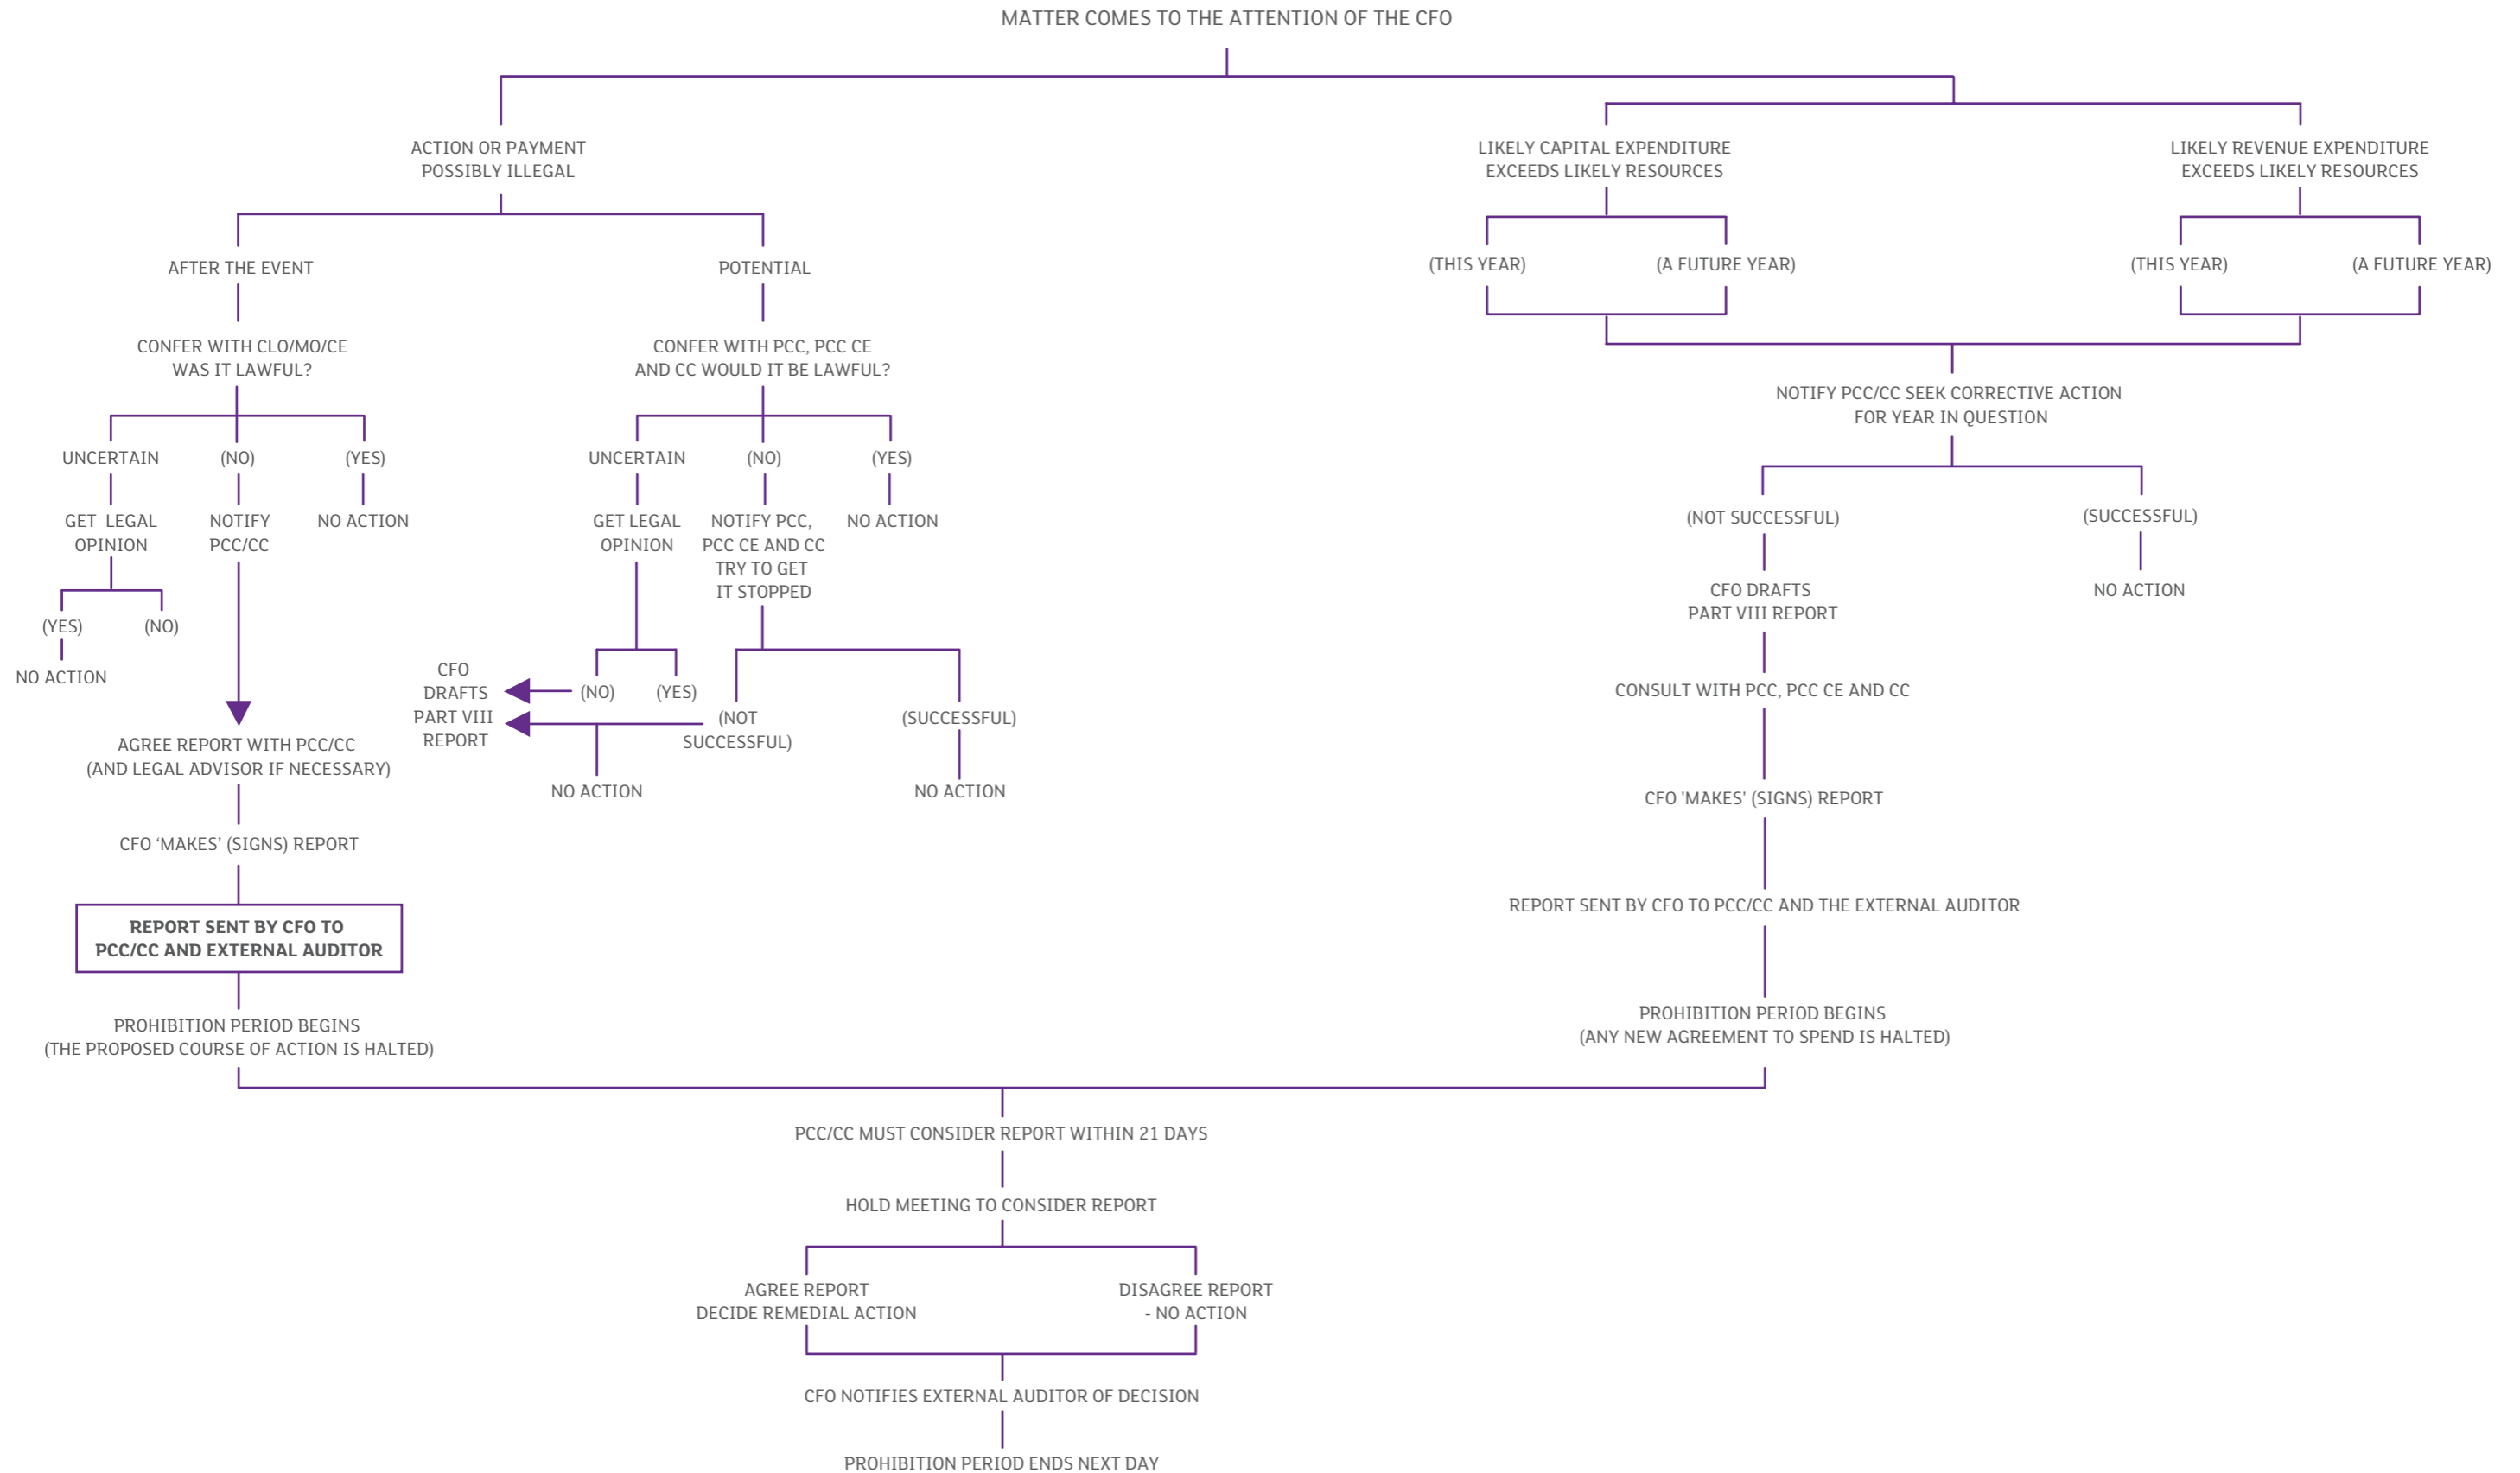 MATTER COMES TO THE ATTENTION OF THE CFO
ACTION OR PAYMENT
POSSIBLY ILLEGAL
LIKELY CAPITAL EXPENDITURE
EXCEEDS LIKELY RESOURCES
LIKELY REVENUE EXPENDITURE
EXCEEDS LIKELY RESOURCES
AFTER THE EVENT
POTENTIAL
(THIS YEAR)
(A FUTURE YEAR)
(THIS YEAR)
(A FUTURE YEAR)
CONFER WITH CLO/MO/CE
WAS IT LAWFUL?
CONFER WITH PCC, PCC CE
AND CC WOULD IT BE LAWFUL?
NOTIFY PCC/CC SEEK CORRECTIVE ACTION
FOR YEAR IN QUESTION
UNCERTAIN
(NO)
(YES)
UNCERTAIN
(NO)
(YES)
GET LEGAL
OPINION
NOTIFY
PCC/CC
NO ACTION
GET LEGAL
OPINION
NOTIFY PCC,
PCC CE AND CC
TRY TO GET
IT STOPPED
NO ACTION
(NOT SUCCESSFUL)
(SUCCESSFUL)
CFO DRAFTS
PART VIII REPORT
NO ACTION
(YES)
(NO)
NO ACTION
CFO
DRAFTS
PART VIII
REPORT
(NO)
(YES)
(NOT
SUCCESSFUL)
(SUCCESSFUL)
CONSULT WITH PCC, PCC CE AND CC
AGREE REPORT WITH PCC/CC
(AND LEGAL ADVISOR IF NECESSARY)
NO ACTION
NO ACTION
CFO 'MAKES' (SIGNS) REPORT
CFO ‘MAKES’ (SIGNS) REPORT
REPORT SENT BY CFO TO
PCC/CC AND EXTERNAL AUDITOR
REPORT SENT BY CFO TO PCC/CC AND THE EXTERNAL AUDITOR
PROHIBITION PERIOD BEGINS
(THE PROPOSED COURSE OF ACTION IS HALTED)
PROHIBITION PERIOD BEGINS
(ANY NEW AGREEMENT TO SPEND IS HALTED)
PCC/CC MUST CONSIDER REPORT WITHIN 21 DAYS
HOLD MEETING TO CONSIDER REPORT
AGREE REPORT
DECIDE REMEDIAL ACTION
DISAGREE REPORT
- NO ACTION
CFO NOTIFIES EXTERNAL AUDITOR OF DECISION
PROHIBITION PERIOD ENDS NEXT DAY